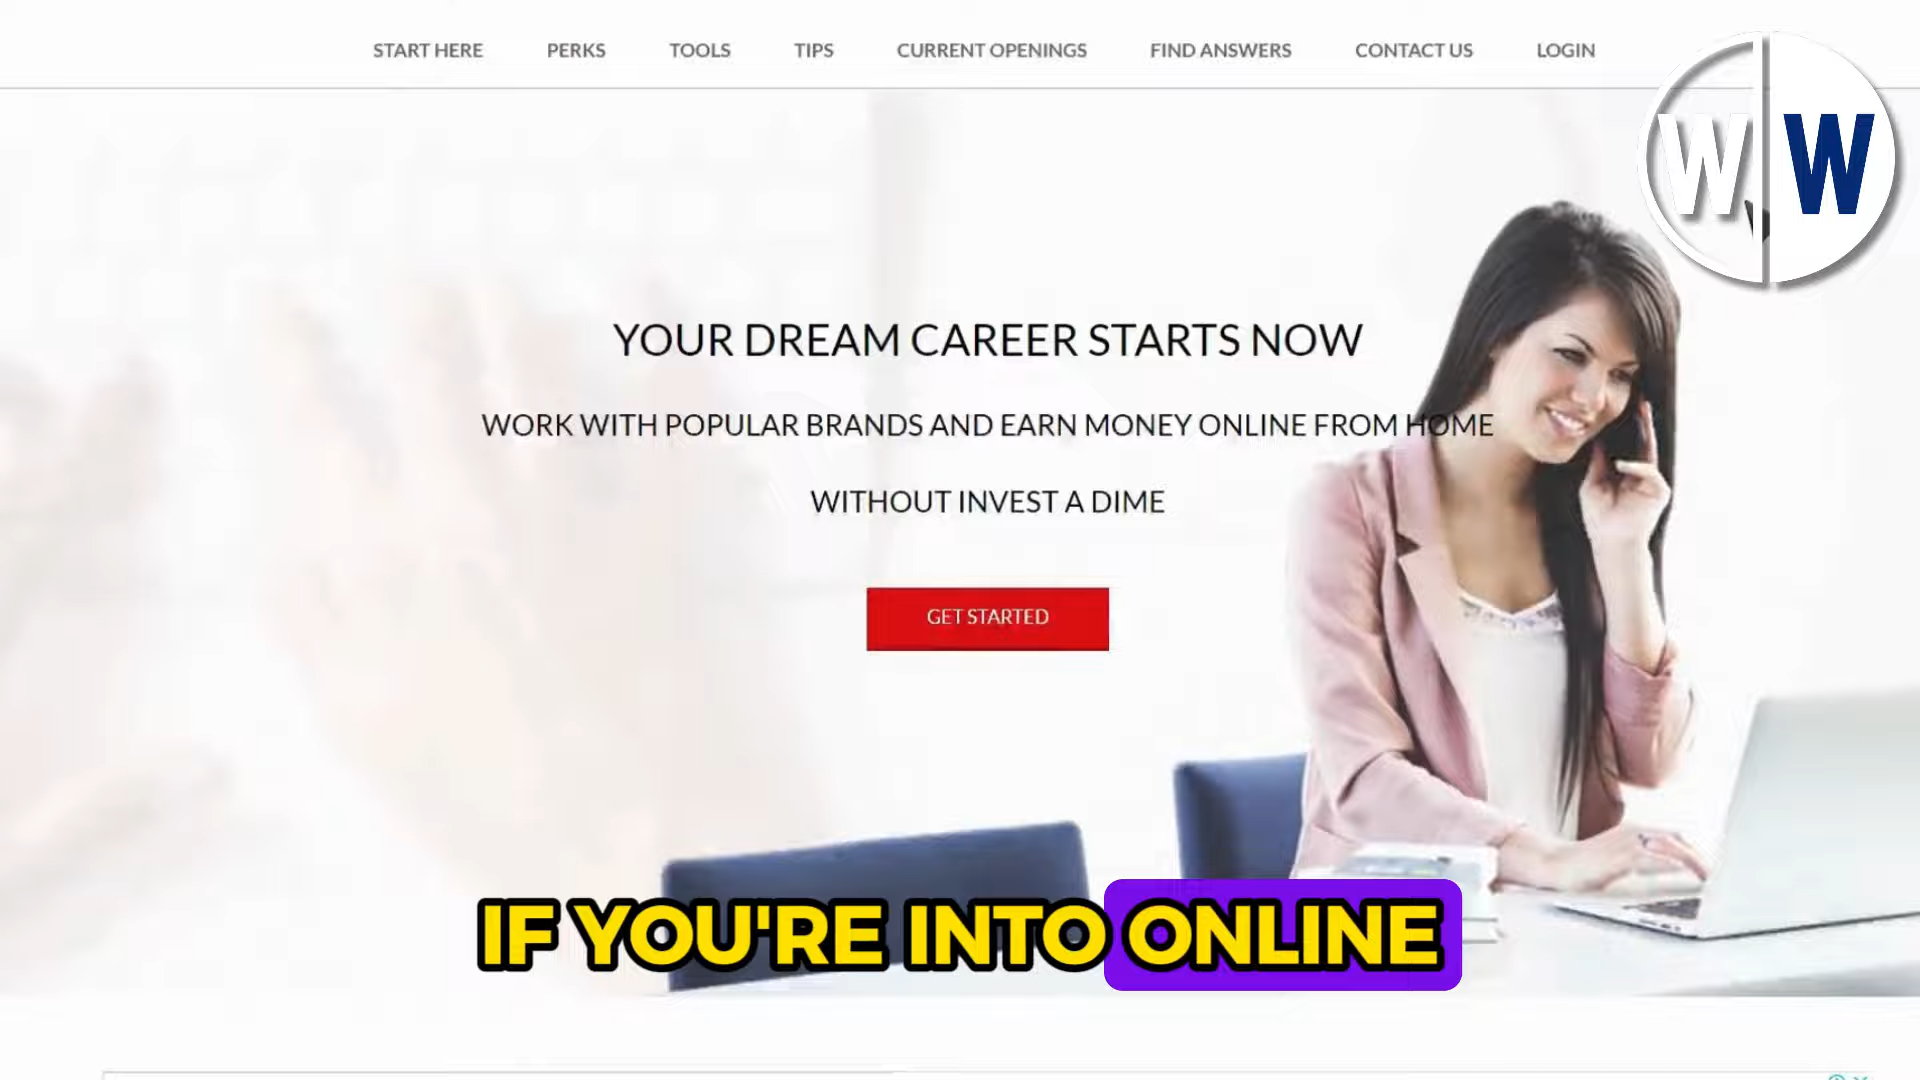 START HERE PERKS TOOLS TIPS CURRENT OPENINGS FIND ANSWERS CONTACT US LOGIN
W W
YOUR DREAM CAREER STARTS NOW
WORK WITH POPULAR BRANDS AND EARN MONEY ONLINE FROM HOME
WITHOUT INVEST A DIME
GET STARTED
IF YOU'RE INTO ONLINE